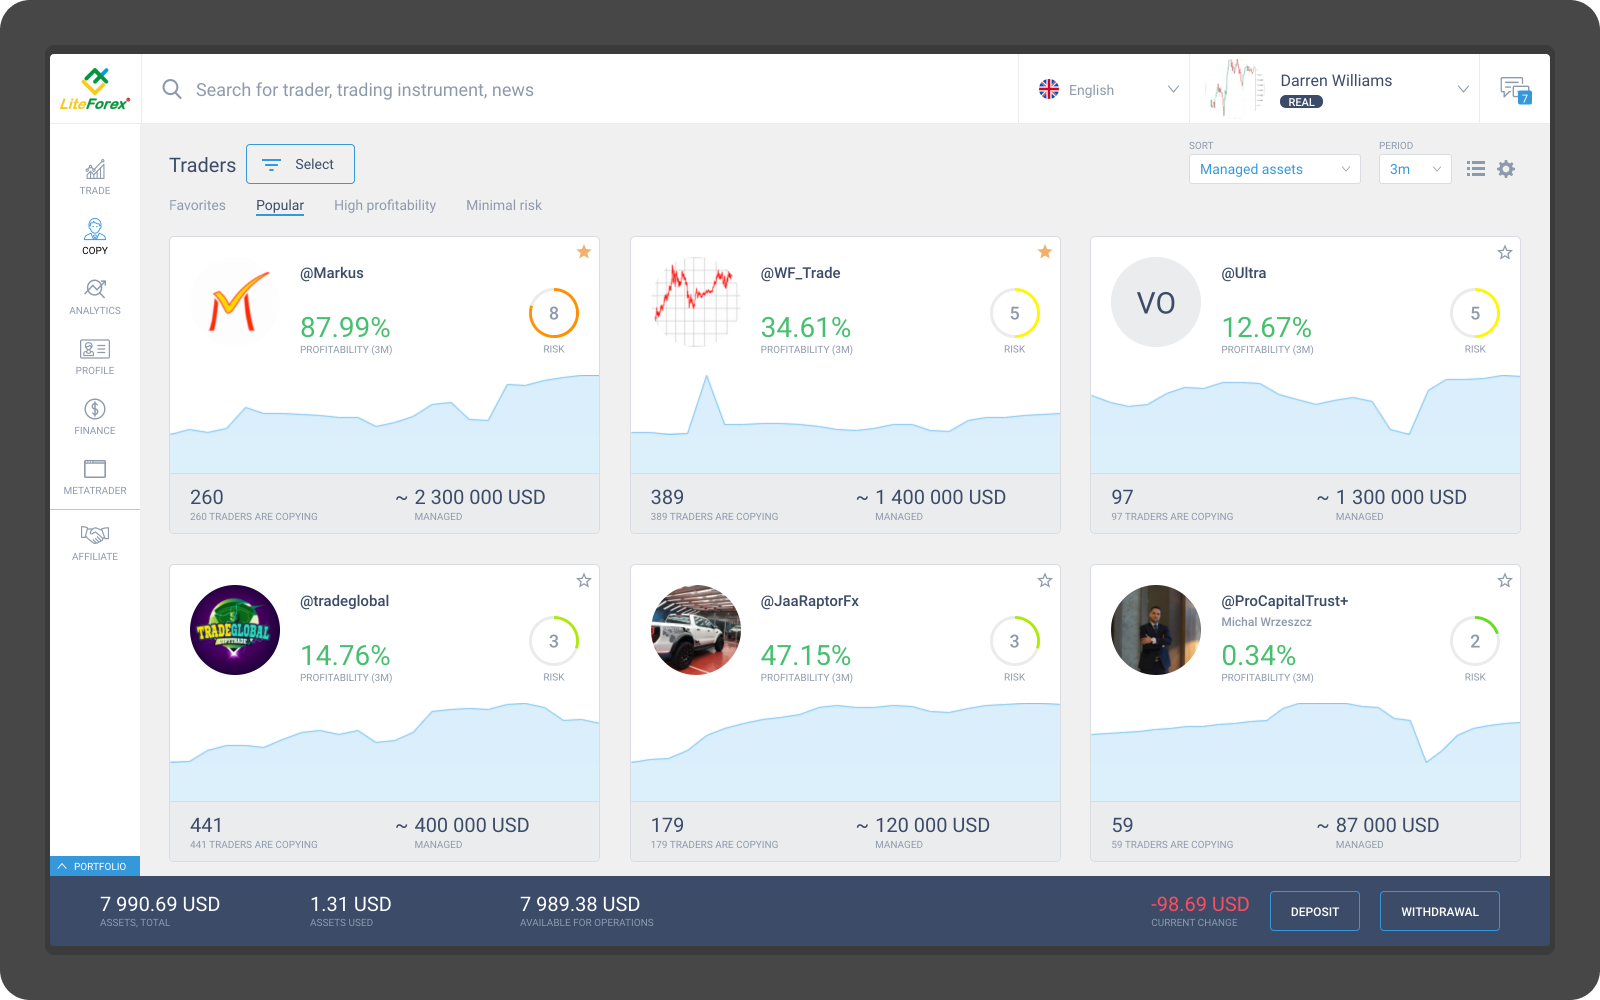 LiteForex
Search for trader, trading instrument, news
English
Darren Williams
REAL
7
TRADE
COPY
ANALYTICS
PROFILE
FINANCE
METATRADER
AFFILIATE
PORTFOLIO
Traders
Select
SORT
Managed assets
PERIOD
3m
Favorites
Popular
High profitability
Minimal risk
@Markus
87.99%
PROFITABILITY (3M)
8
RISK
260
260 TRADERS ARE COPYING
~ 2 300 000 USD
MANAGED
@WF_Trade
34.61%
PROFITABILITY (3M)
5
RISK
389
389 TRADERS ARE COPYING
~ 1 400 000 USD
MANAGED
VO
@Ultra
12.67%
PROFITABILITY (3M)
5
RISK
97
97 TRADERS ARE COPYING
~ 1 300 000 USD
MANAGED
TRADEGLOBAL
@tradeglobal
14.76%
PROFITABILITY (3M)
3
RISK
441
441 TRADERS ARE COPYING
~ 400 000 USD
MANAGED
@JaaRaptorFx
47.15%
PROFITABILITY (3M)
3
RISK
179
179 TRADERS ARE COPYING
~ 120 000 USD
MANAGED
@ProCapitalTrust+
Michal Wrzeszcz
0.34%
PROFITABILITY (3M)
2
RISK
59
59 TRADERS ARE COPYING
~ 87 000 USD
MANAGED
7 990.69 USD
ASSETS, TOTAL
1.31 USD
ASSETS USED
7 989.38 USD
AVAILABLE FOR OPERATIONS
-98.69 USD
CURRENT CHANGE
DEPOSIT
WITHDRAWAL